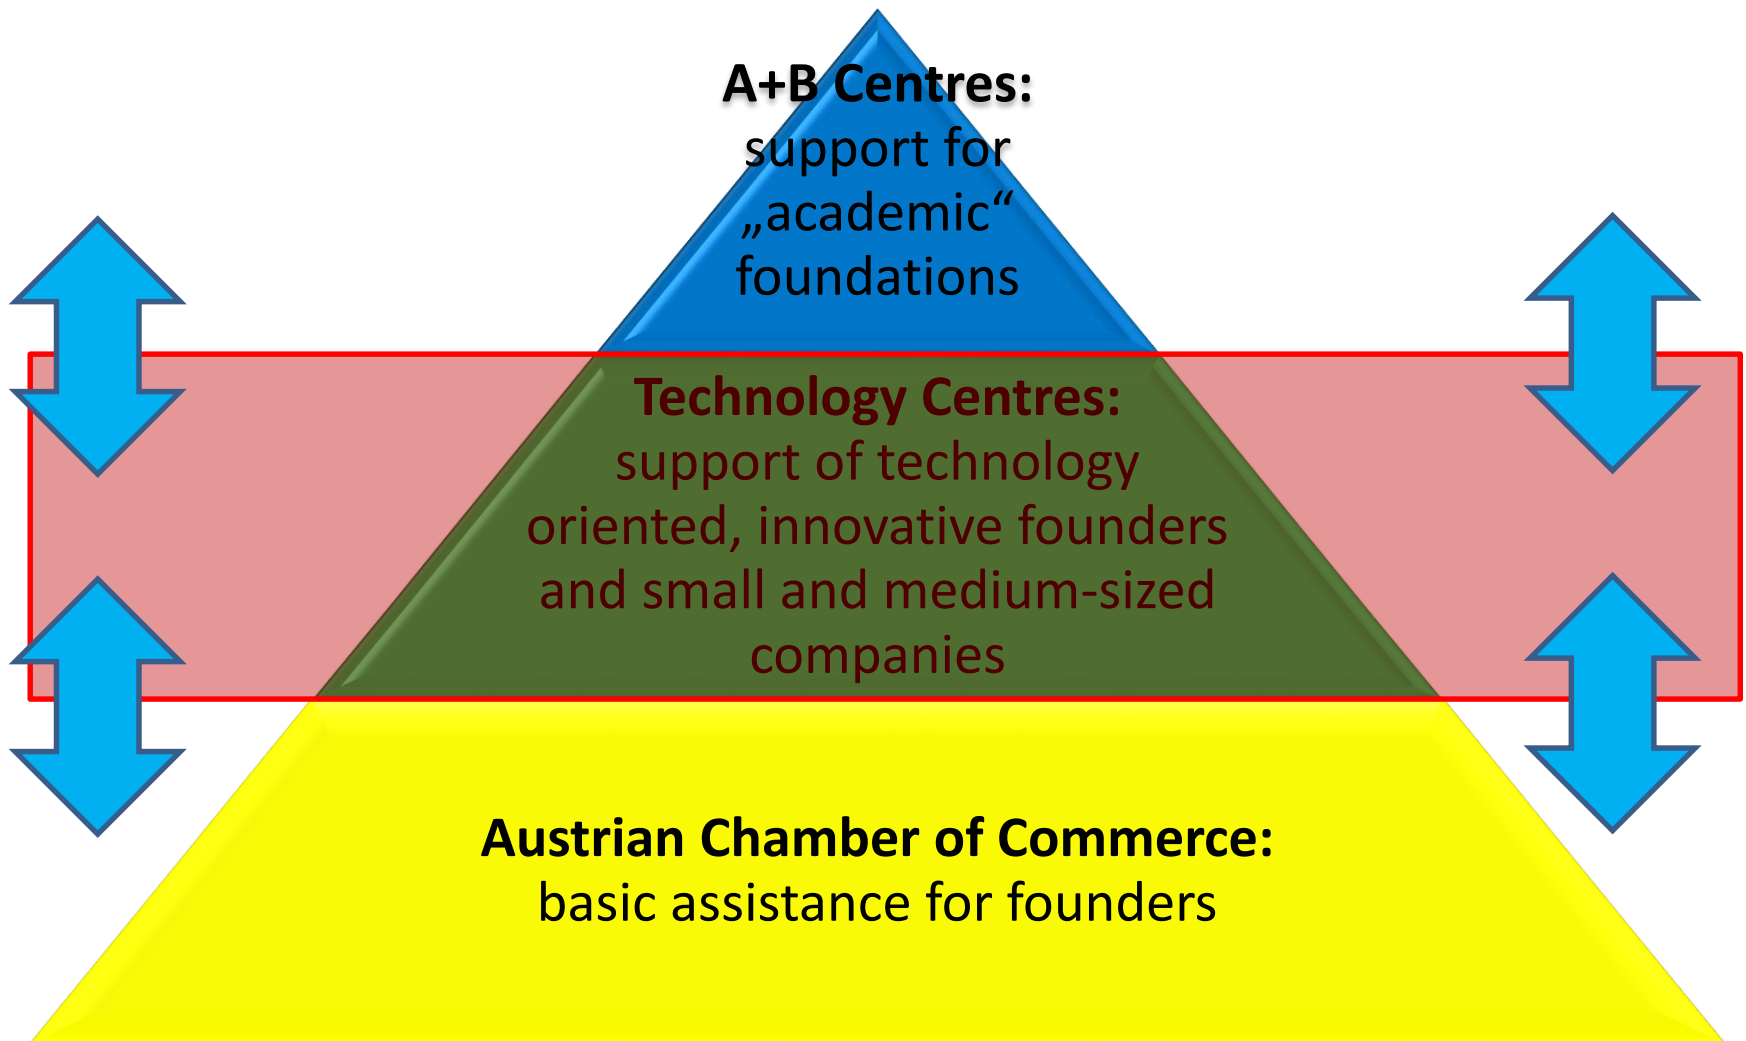 A+B Centres:
support for
„academic“
foundations
Technology Centres:
support of technology
oriented, innovative founders
and small and medium-sized
companies
Austrian Chamber of Commerce:
basic assistance for founders